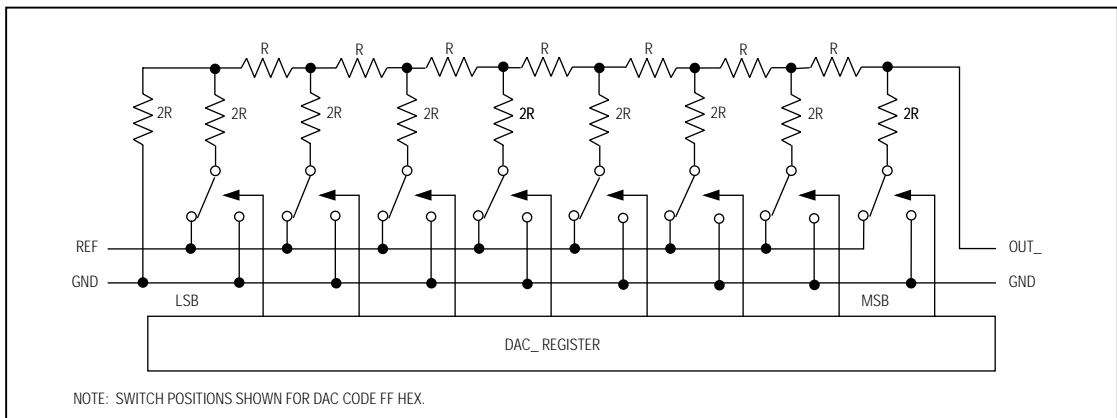 R R R R R R R
2R 2R 2R 2R 2R 2R 2R 2R 2R
REF OUT_
GND GND
LSB MSB
DAC_ REGISTER
NOTE: SWITCH POSITIONS SHOWN FOR DAC CODE FF HEX.